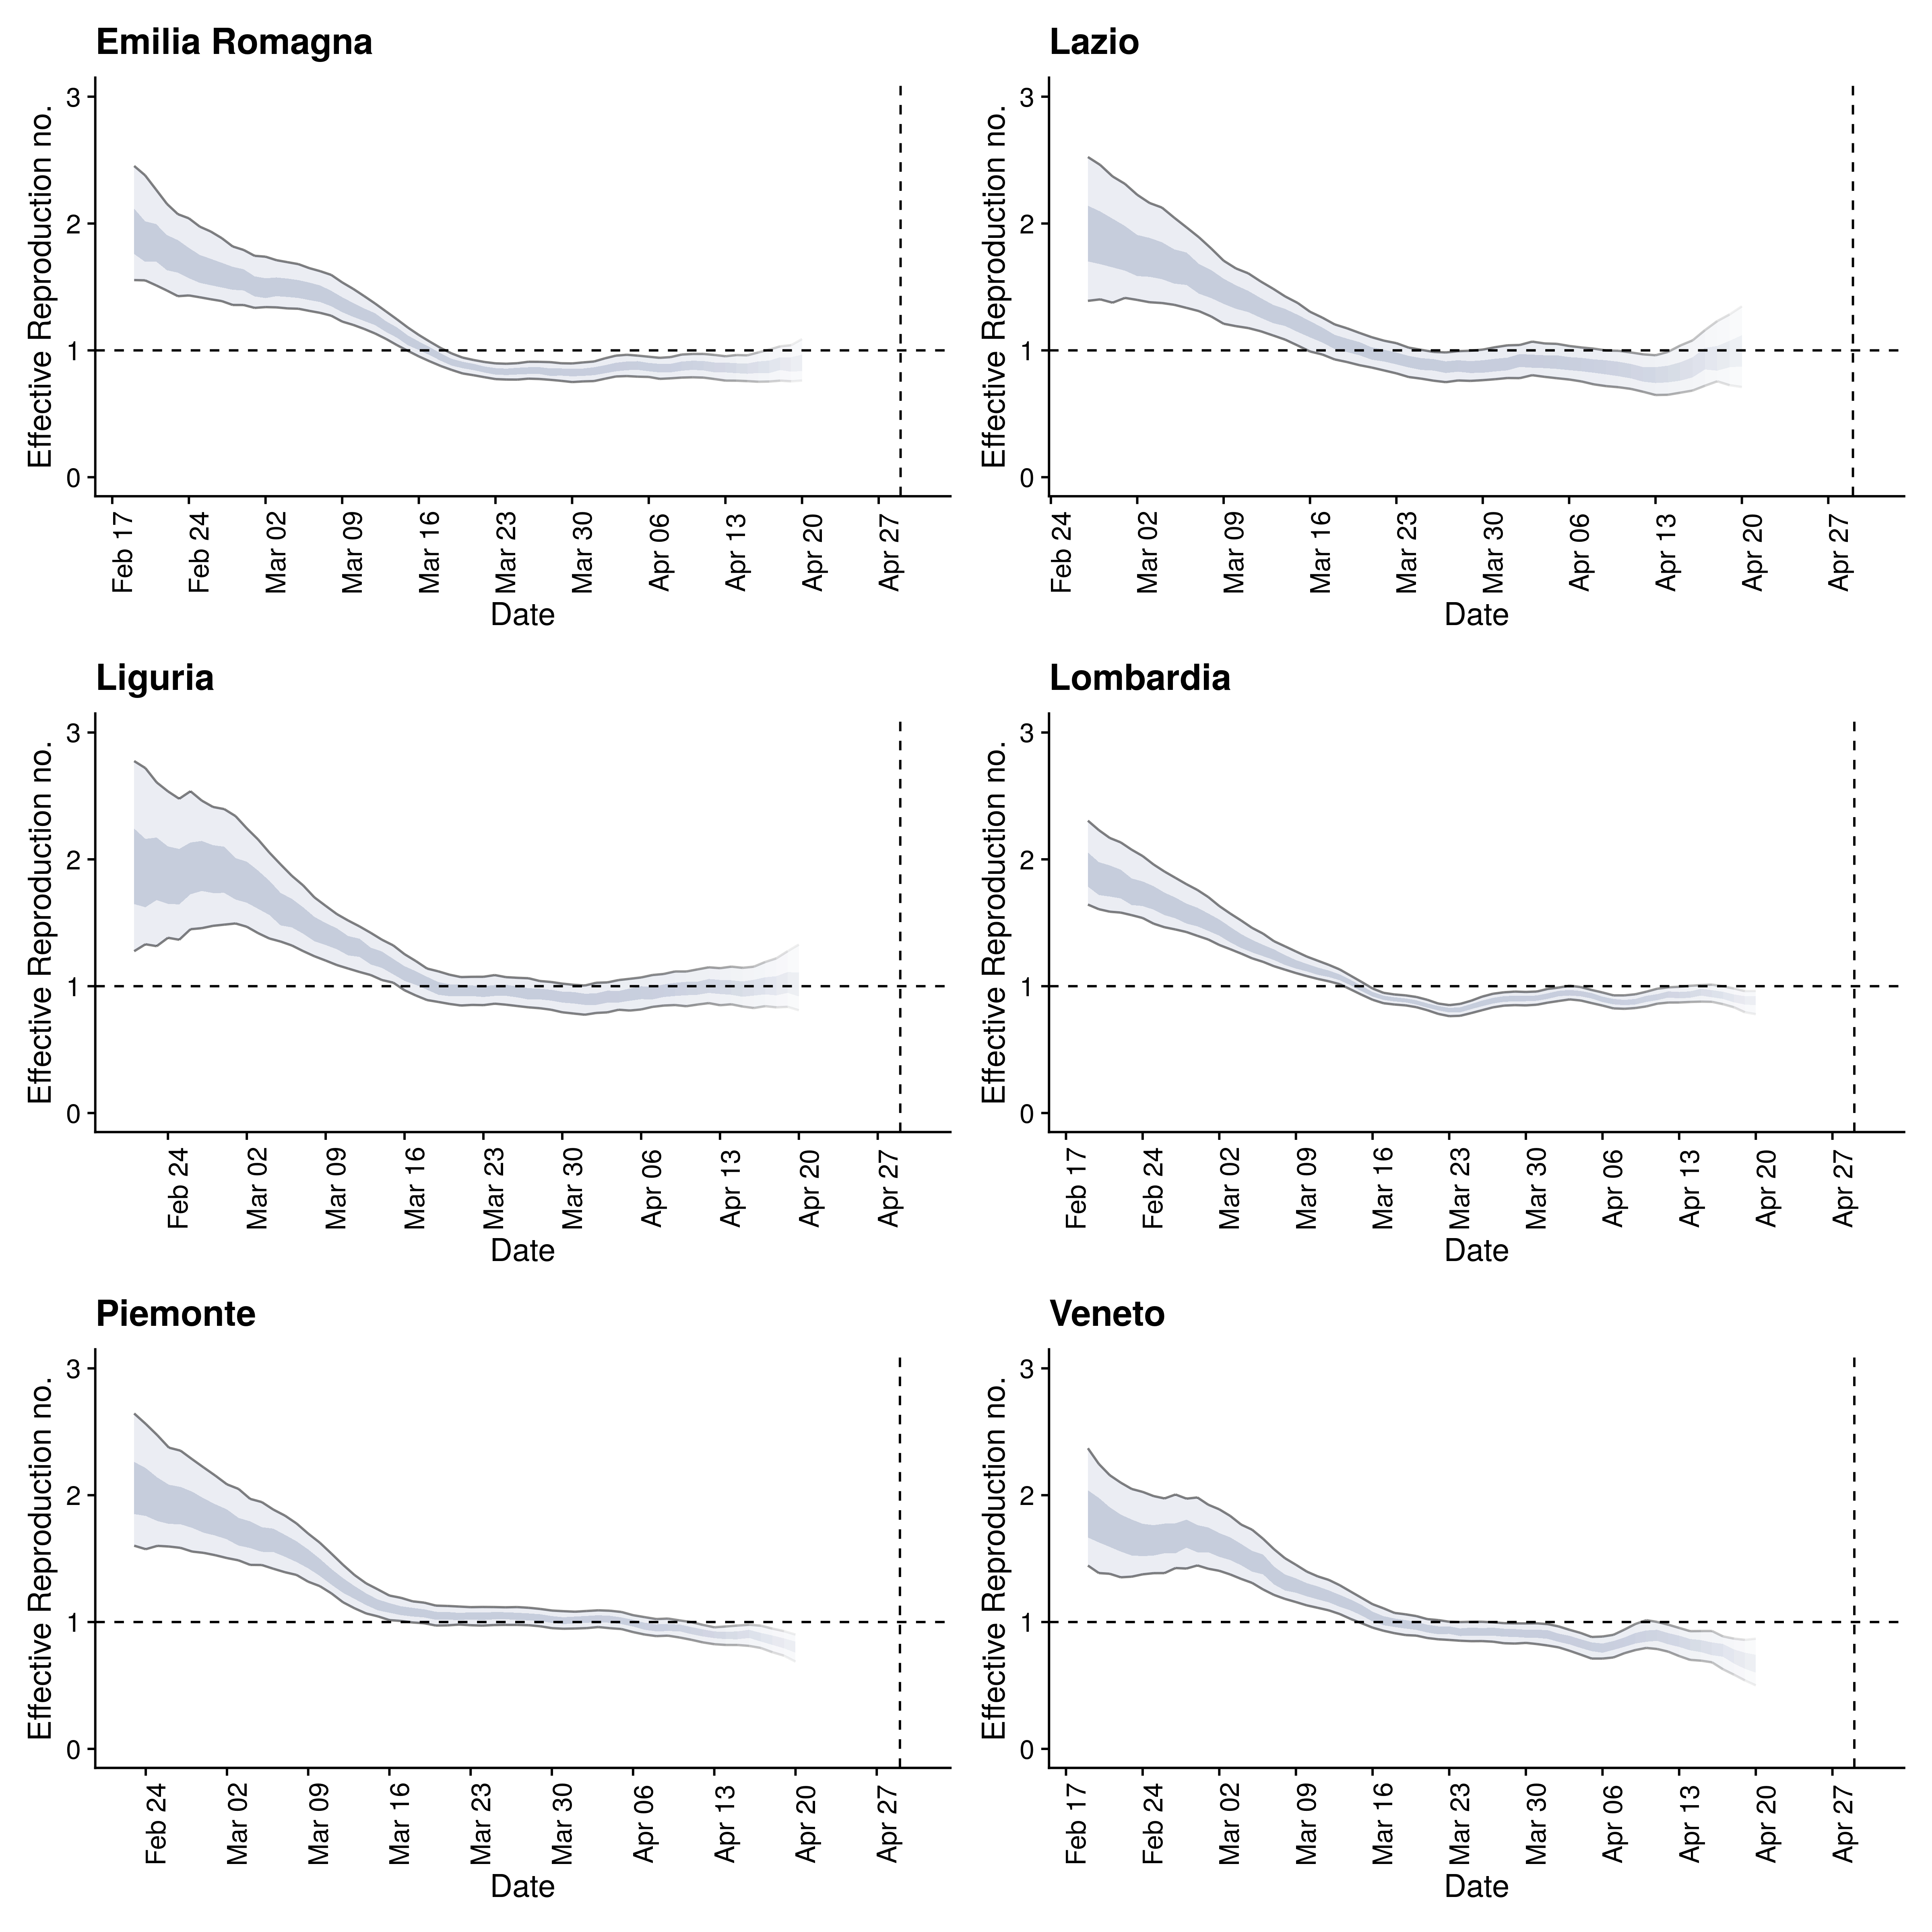 Emilia Romagna
Effective Reproduction no.
3
2
1
0
Feb 17 Feb 24 Mar 02 Mar 09 Mar 16 Mar 23 Mar 30 Apr 06 Apr 13 Apr 20 Apr 27
Date
Lazio
Effective Reproduction no.
3
2
1
0
Feb 24 Mar 02 Mar 09 Mar 16 Mar 23 Mar 30 Apr 06 Apr 13 Apr 20 Apr 27
Date
Liguria
Effective Reproduction no.
3
2
1
0
Feb 24 Mar 02 Mar 09 Mar 16 Mar 23 Mar 30 Apr 06 Apr 13 Apr 20 Apr 27
Date
Lombardia
Effective Reproduction no.
3
2
1
0
Feb 17 Feb 24 Mar 02 Mar 09 Mar 16 Mar 23 Mar 30 Apr 06 Apr 13 Apr 20 Apr 27
Date
Piemonte
Effective Reproduction no.
3
2
1
0
Feb 24 Mar 02 Mar 09 Mar 16 Mar 23 Mar 30 Apr 06 Apr 13 Apr 20 Apr 27
Date
Veneto
Effective Reproduction no.
3
2
1
0
Feb 17 Feb 24 Mar 02 Mar 09 Mar 16 Mar 23 Mar 30 Apr 06 Apr 13 Apr 20 Apr 27
Date